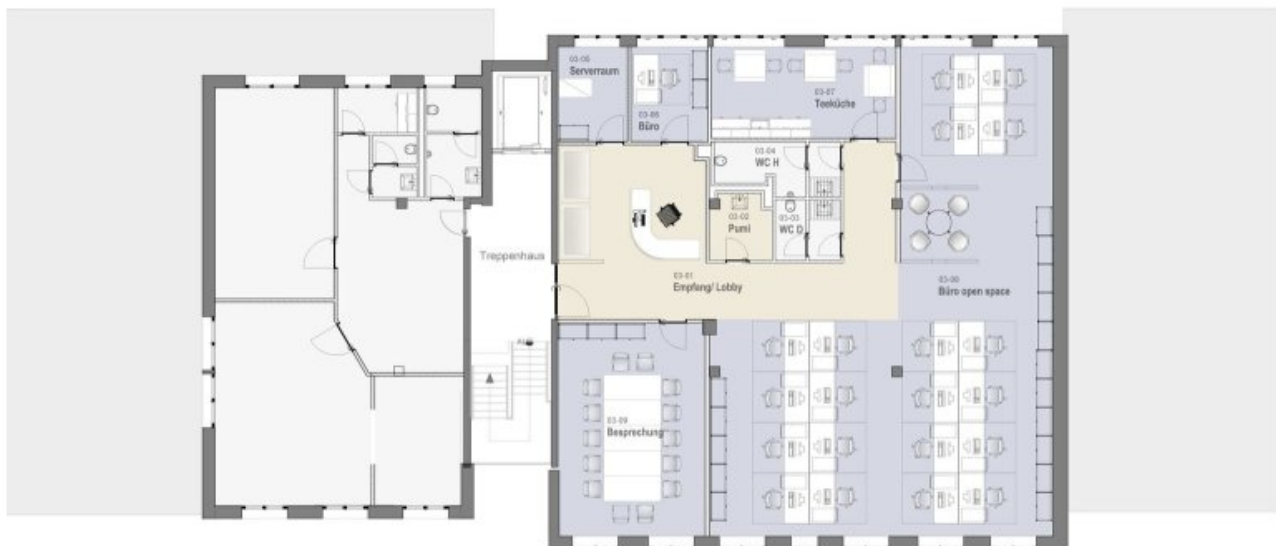 03-05
Serverraum
03-06
Büro
03-07
Teeküche
03-04
WC H
03-02
Pumi
03-03
WC D
Treppenhaus
03-01
Empfang/ Lobby
03-08
Büro open space
03-09
Besprechung